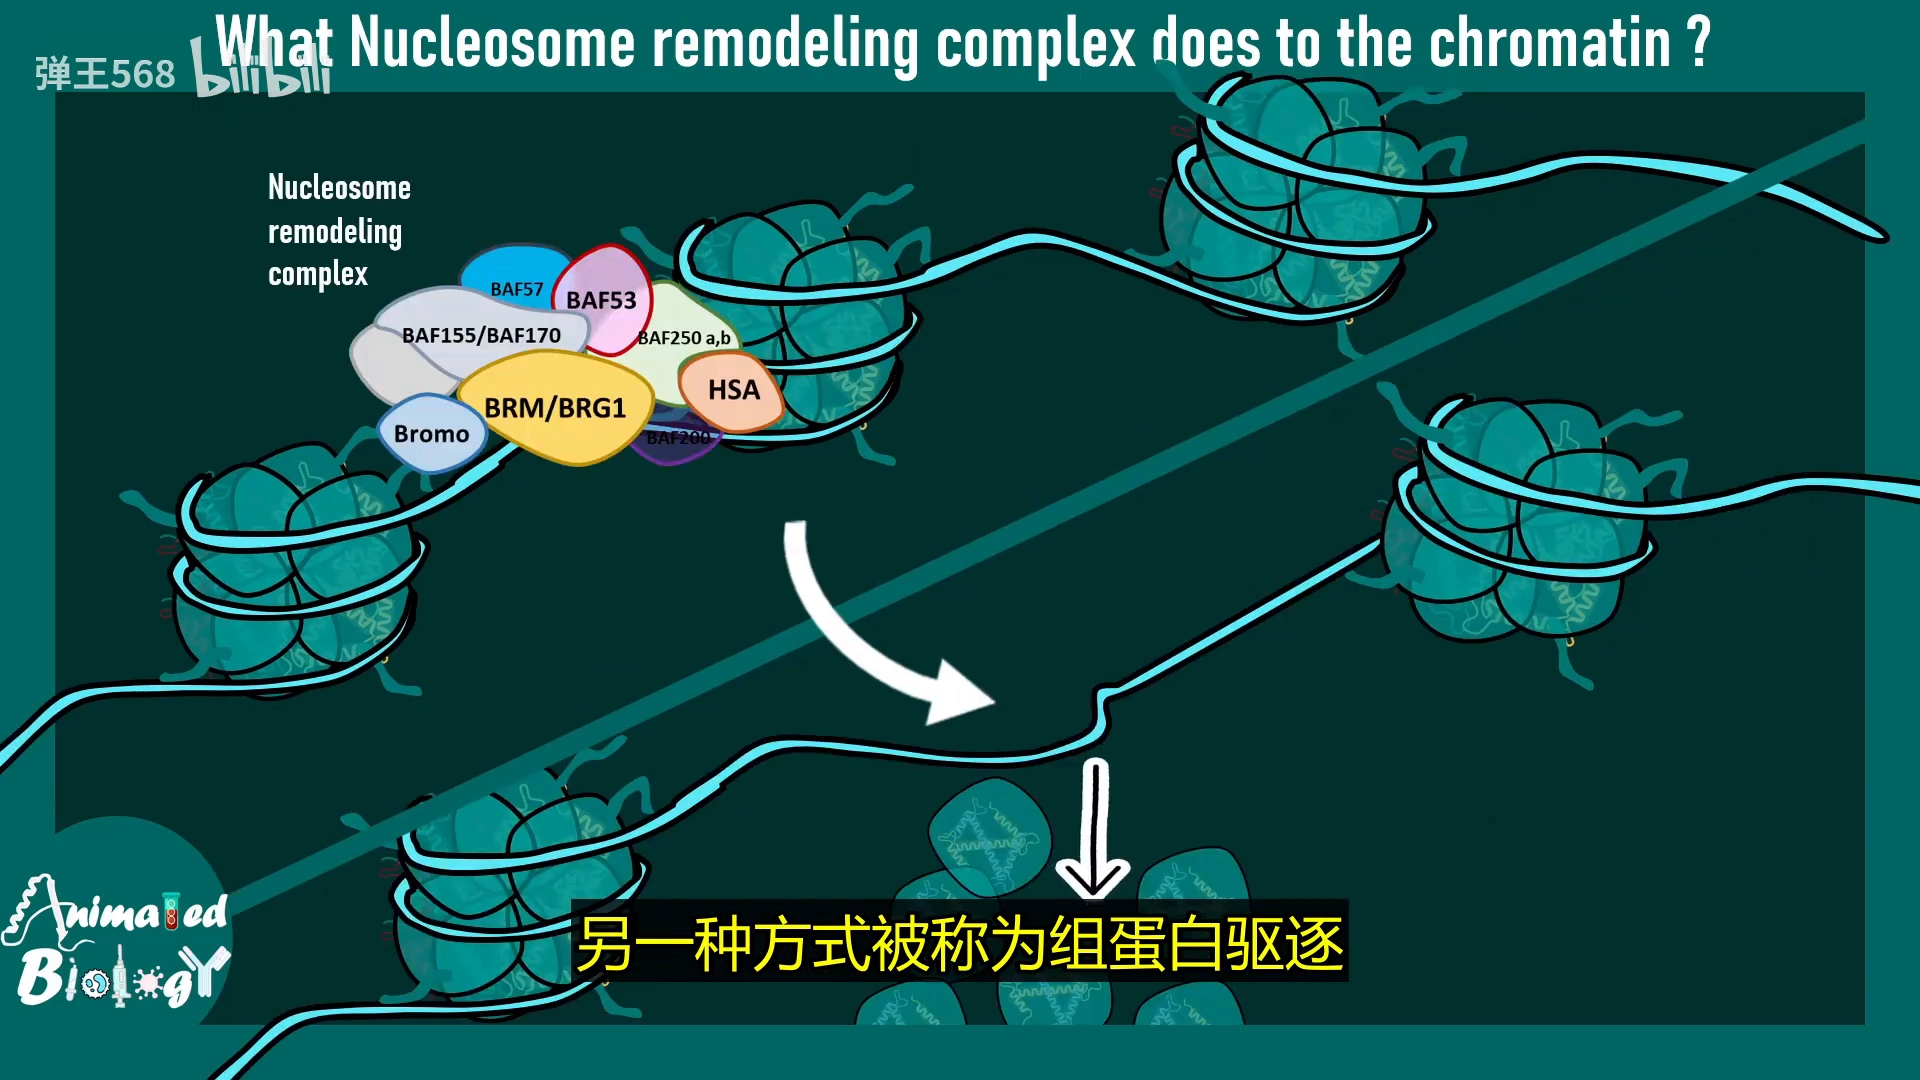 What Nucleosome remodeling complex does to the chromatin ?
弹王568 bilibili
Nucleosome
remodeling
complex
BAF57
BAF53
BAF155/BAF170
BAF250 a,b
HSA
BRM/BRG1
Bromo
BAF200
Animated
Biology
另一种方式被称为组蛋白驱逐